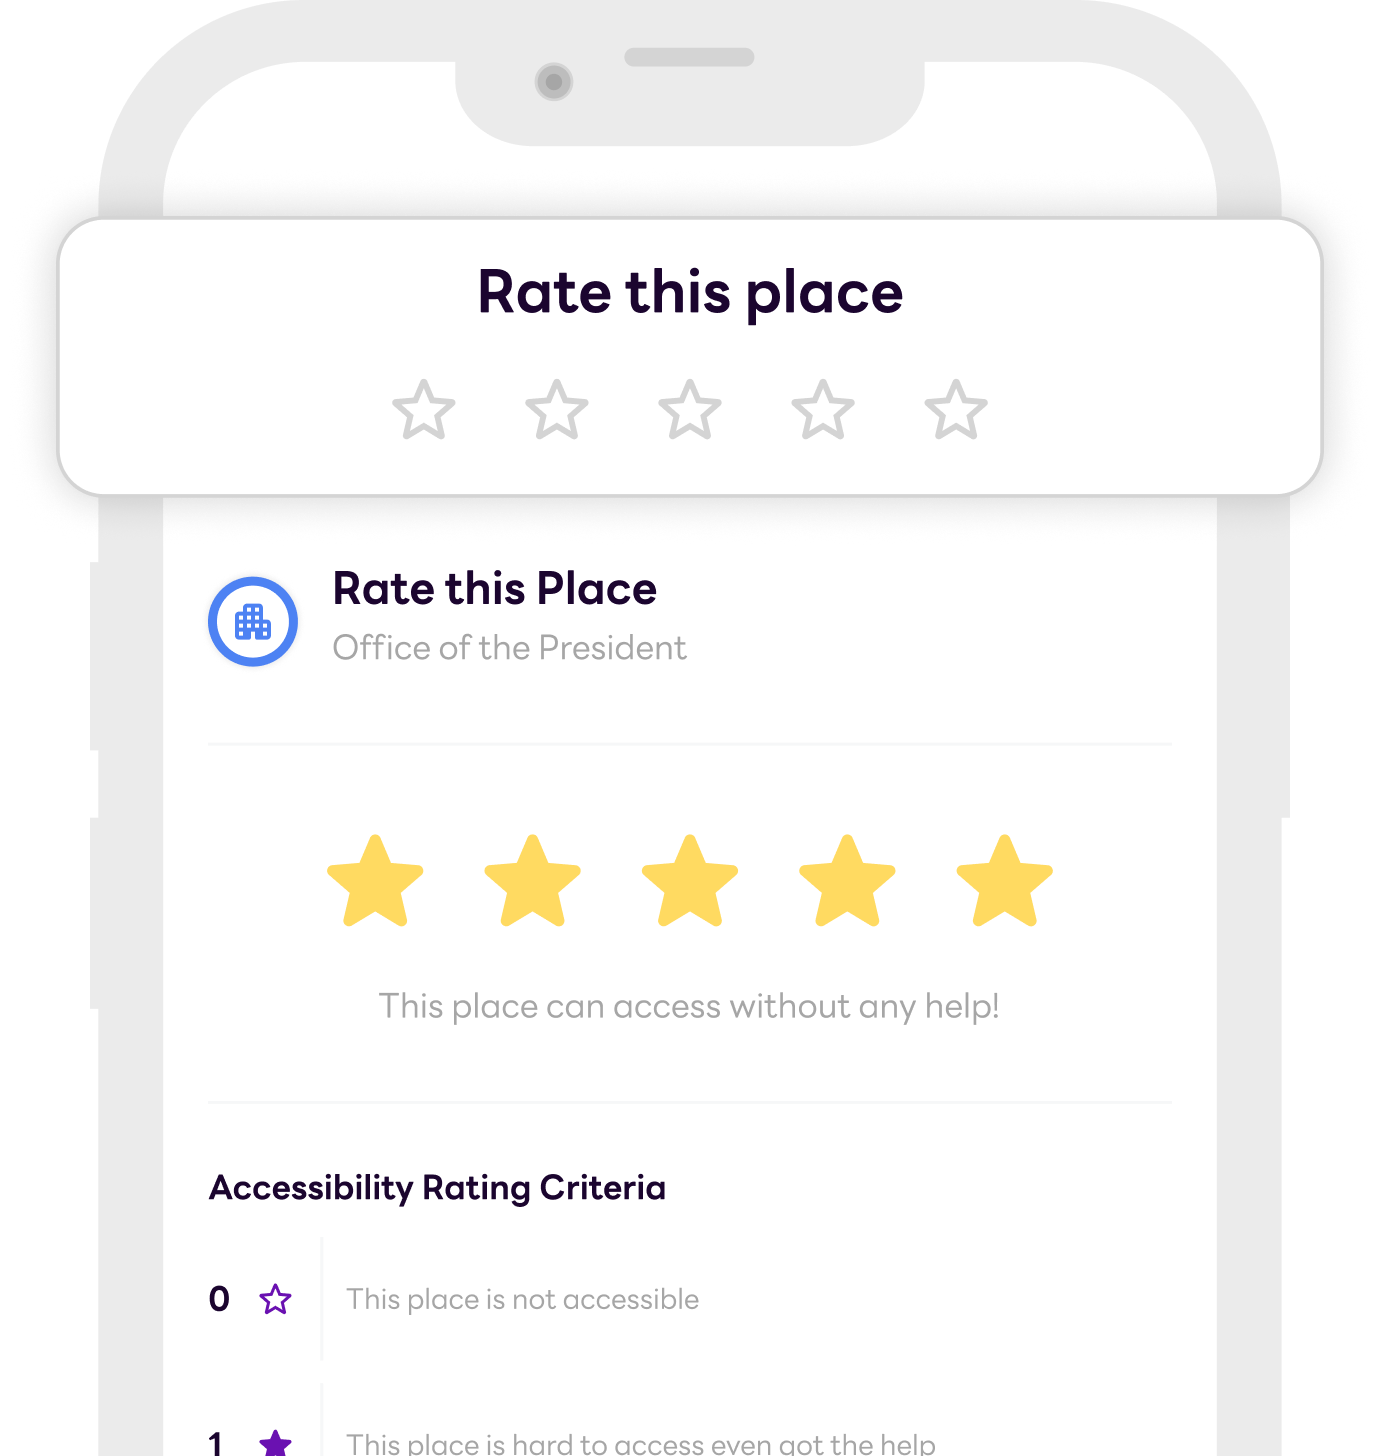 Rate this place
Rate this Place
Office of the President
This place can access without any help!
Accessibility Rating Criteria
0
This place is not accessible
1
This place is hard to access even got the help